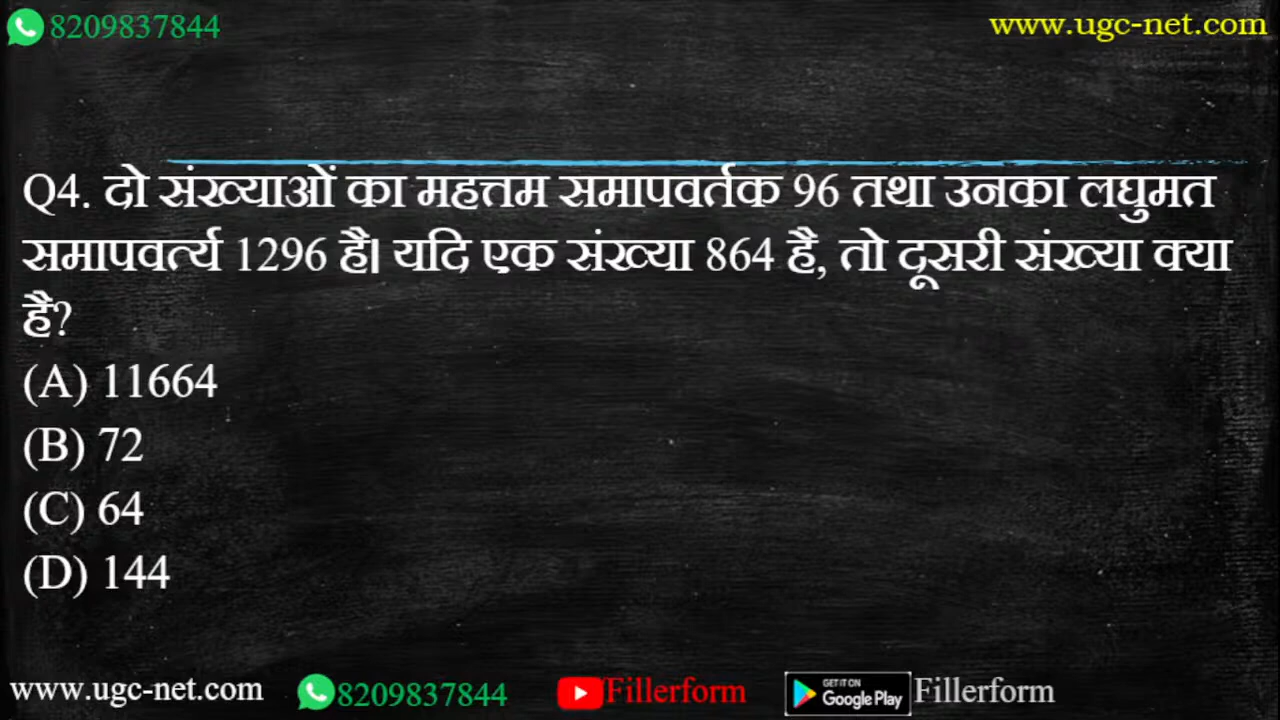 8209837844 www.ugc-net.com
Q4. दो संख्याओं का महत्तम समापवर्तक 96 तथा उनका लघुमत
समापवर्त्य 1296 है। यदि एक संख्या 864 है, तो दूसरी संख्या क्या
है?
(A) 11664
(B) 72
(C) 64
(D) 144
www.ugc-net.com 8209837844 Fillerform GET IT ON Google Play Fillerform